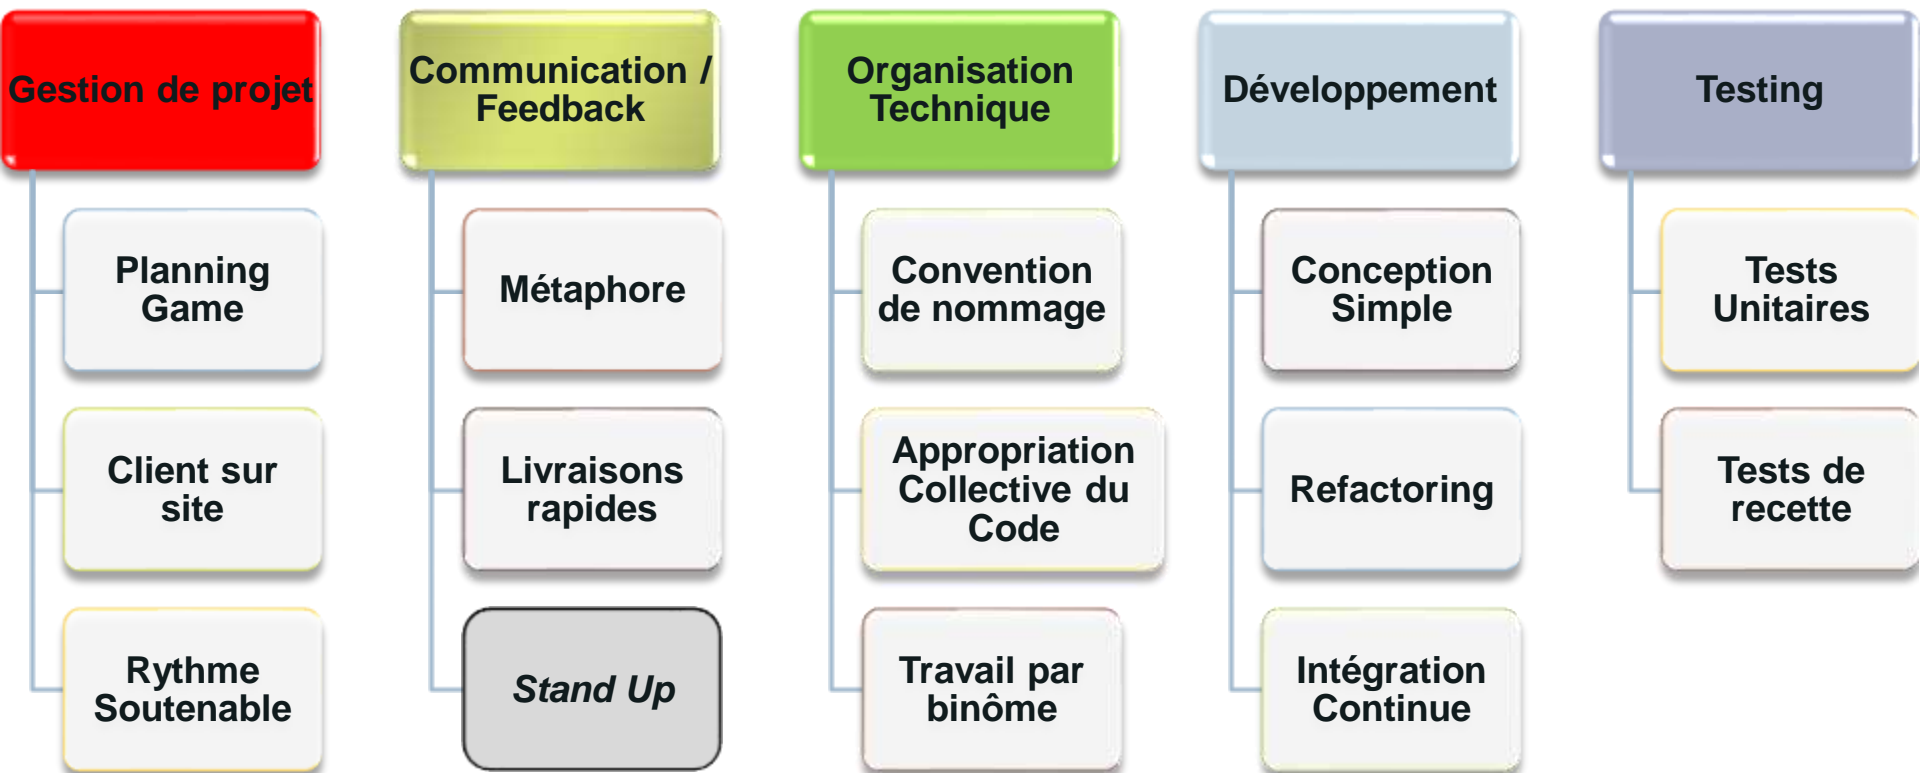 Gestion de projet
Planning
Game
Client sur
site
Rythme
Soutenable
Communication /
Feedback
Métaphore
Livraisons
rapides
Stand Up
Organisation
Technique
Convention
de nommage
Appropriation
Collective du
Code
Travail par
binôme
Développement
Conception
Simple
Refactoring
Intégration
Continue
Testing
Tests
Unitaires
Tests de
recette